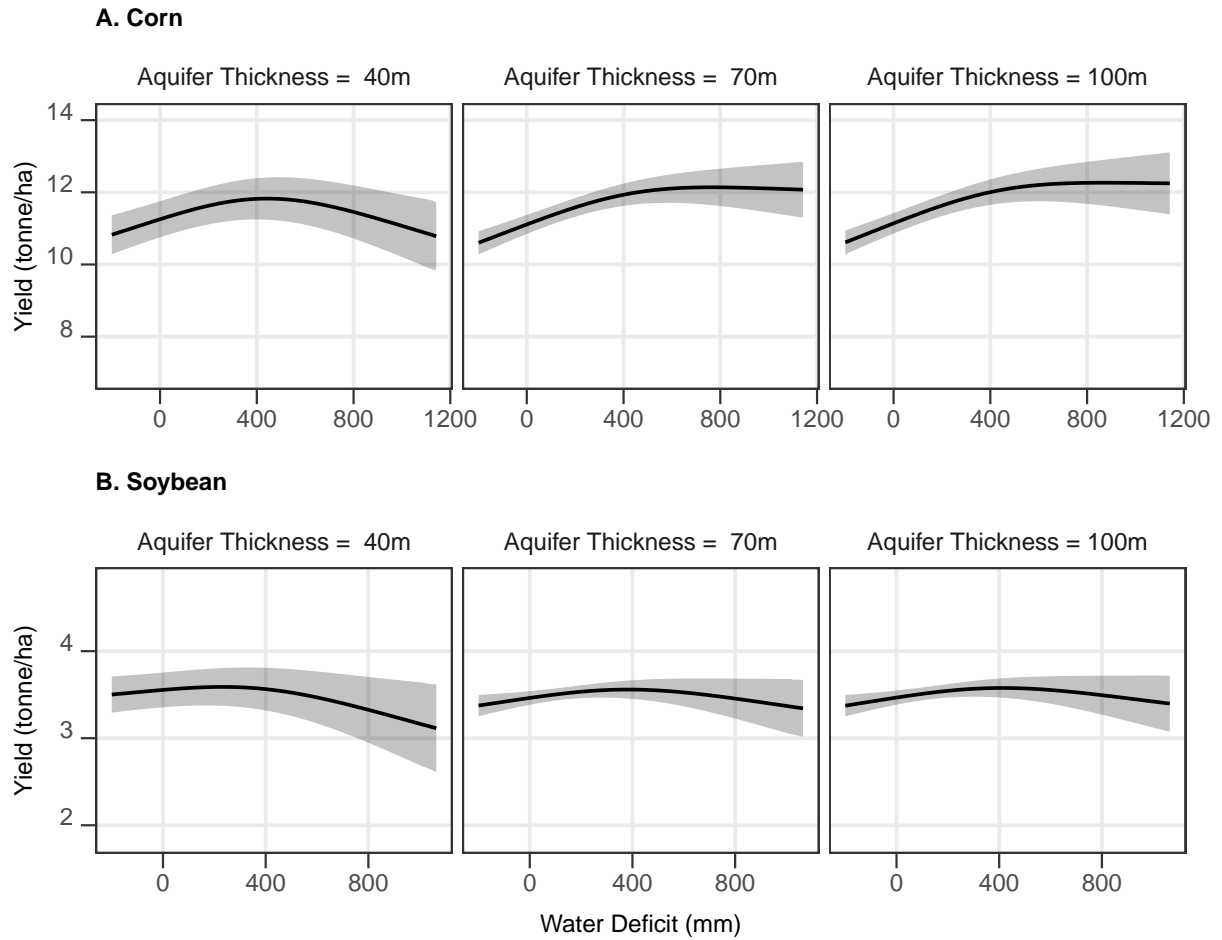 A. Corn
Aquifer Thickness =  40m
Aquifer Thickness =  70m
Aquifer Thickness = 100m
Yield (tonne/ha)
14
12
10
8
0 400 800 1200
0 400 800 1200
0 400 800 1200
B. Soybean
Aquifer Thickness =  40m
Aquifer Thickness =  70m
Aquifer Thickness = 100m
Yield (tonne/ha)
4
3
2
0 400 800
0 400 800
0 400 800
Water Deficit (mm)